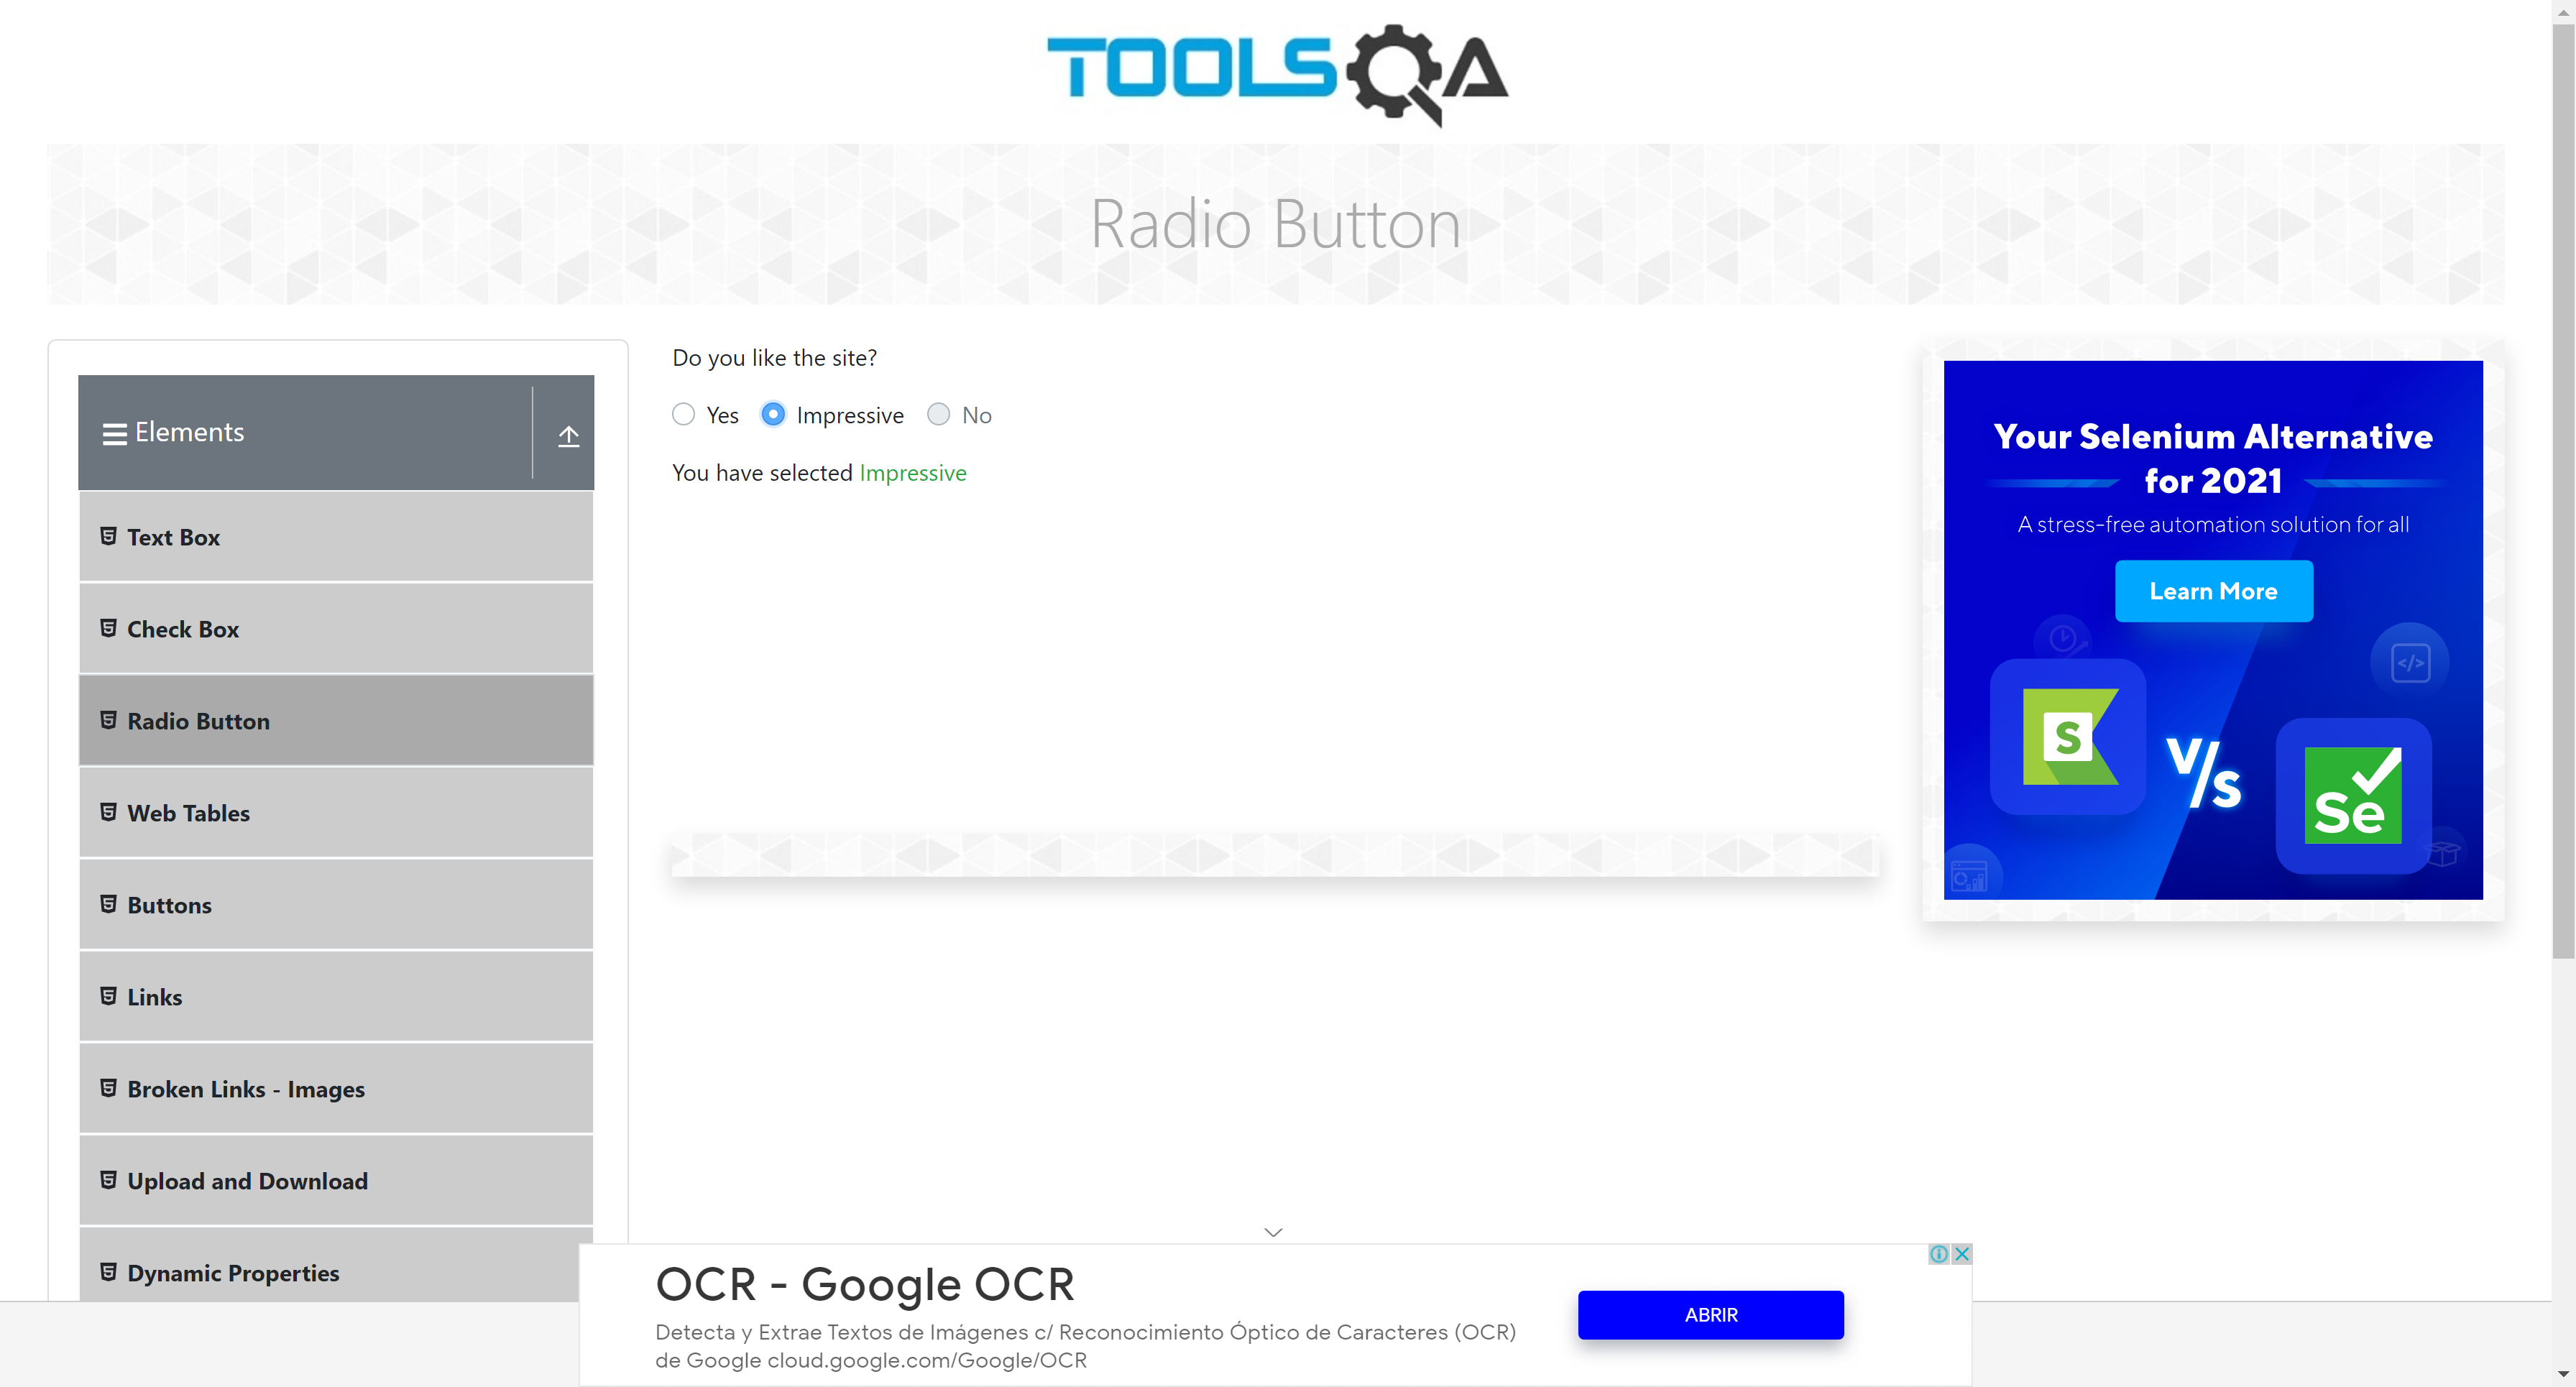 TOOLSQA
Radio Button
Elements
Text Box
Check Box
Radio Button
Web Tables
Buttons
Links
Broken Links - Images
Upload and Download
Dynamic Properties
Do you like the site?
Yes Impressive No
You have selected Impressive
Your Selenium Alternative
for 2021
A stress-free automation solution for all
Learn More
</>
S
V/s
Se
OCR - Google OCR
Detecta y Extrae Textos de Imágenes c/ Reconocimiento Óptico de Caracteres (OCR)
de Google cloud.google.com/Google/OCR
ABRIR